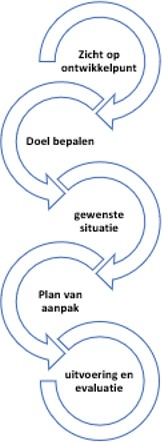 Zicht op
ontwikkelpunt
Doel bepalen
gewenste
situatie
Plan van
aanpak
uitvoering en
evaluatie